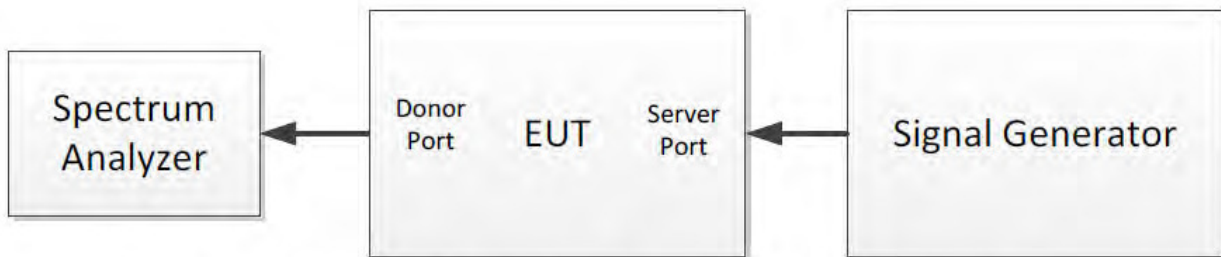 Spectrum
Analyzer
Donor
Port
EUT
Server
Port
Signal Generator